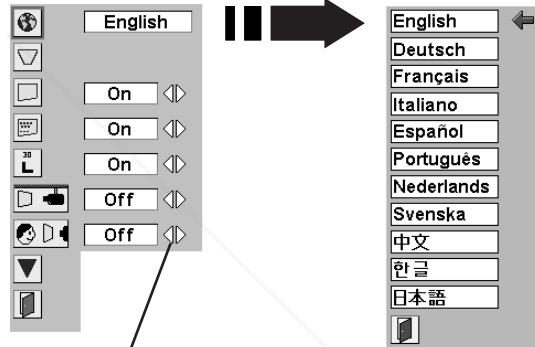 English
On
On
30
L
On
Off
Off
English
Deutsch
Français
Italiano
Español
Português
Nederlands
Svenska
中文
한글
日本語